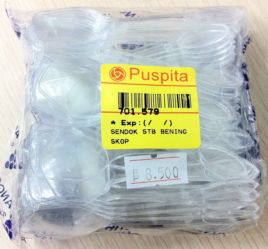 Puspita
701.579
* Exp:(/ /)
SENDOK STB BENING
SKOP
8.500